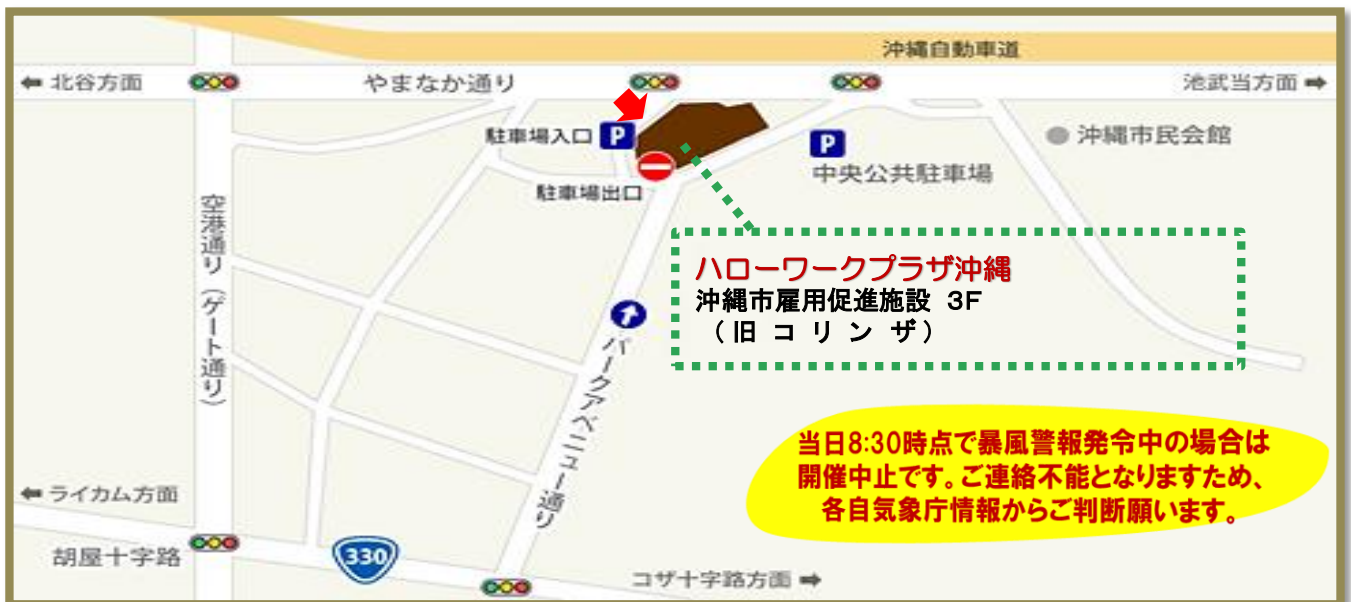 沖縄自動車道
⬅ 北谷方面
やまなか通り
池武当方面 ➡
駐車場入口 P
P
沖縄市民会館
中央公共駐車場
駐車場出口
空港通り（ゲート通り）
ハローワークプラザ沖縄
沖縄市雇用促進施設 3F
（旧 コ リ ン ザ）
パークアベニュー通り
当日8:30時点で暴風警報発令中の場合は
開催中止です。ご連絡不能となりますため、
各自気象庁情報からご判断願います。
⬅ ライカム方面
胡屋十字路
330
コザ十字路方面 ➡